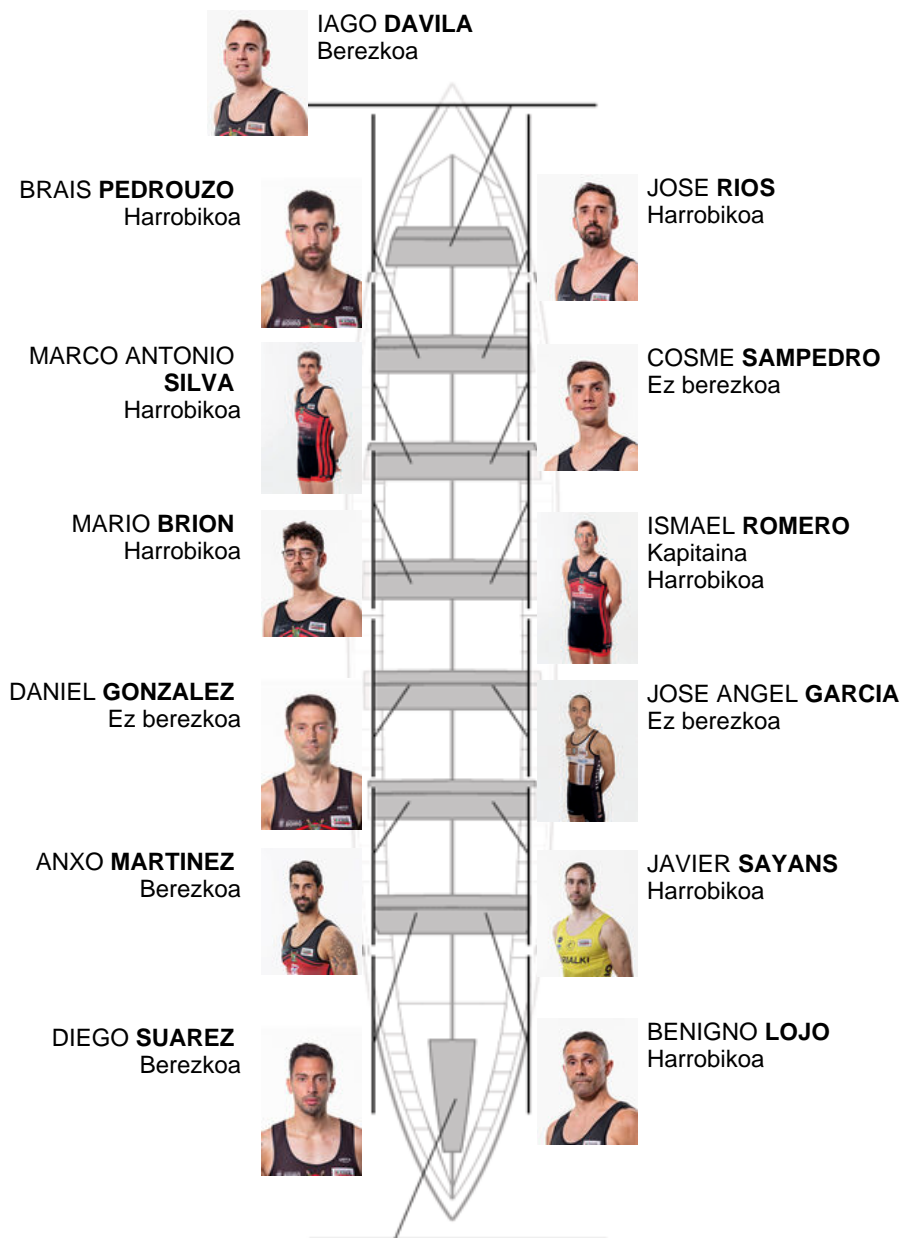 IAGO DAVILA
Berezkoa
BRAIS PEDROUZO
Harrobikoa
JOSE RIOS
Harrobikoa
MARCO ANTONIO
SILVA
Harrobikoa
COSME SAMPEDRO
Ez berezkoa
MARIO BRION
Harrobikoa
ISMAEL ROMERO
Kapitaina
Harrobikoa
DANIEL GONZALEZ
Ez berezkoa
JOSE ANGEL GARCIA
Ez berezkoa
ANXO MARTINEZ
Berezkoa
JAVIER SAYANS
Harrobikoa
DIEGO SUAREZ
Berezkoa
BENIGNO LOJO
Harrobikoa